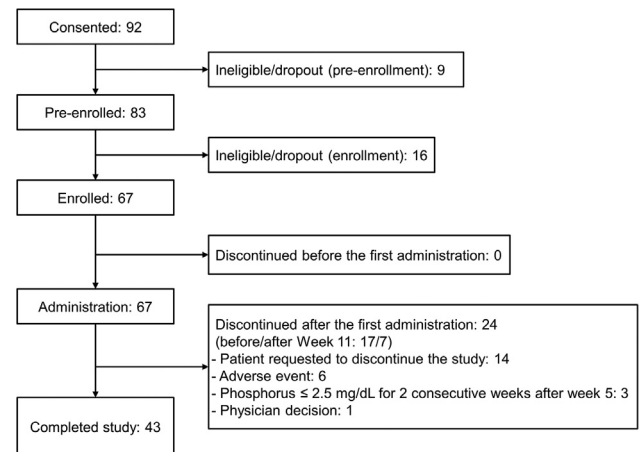 Consented: 92
Ineligible/dropout (pre-enrollment): 9
Pre-enrolled: 83
Ineligible/dropout (enrollment): 16
Enrolled: 67
Discontinued before the first administration: 0
Administration: 67
Discontinued after the first administration: 24
(before/after Week 11: 17/7)
- Patient requested to discontinue the study: 14
- Adverse event: 6
- Phosphorus ≤ 2.5 mg/dL for 2 consecutive weeks after week 5: 3
- Physician decision: 1
Completed study: 43